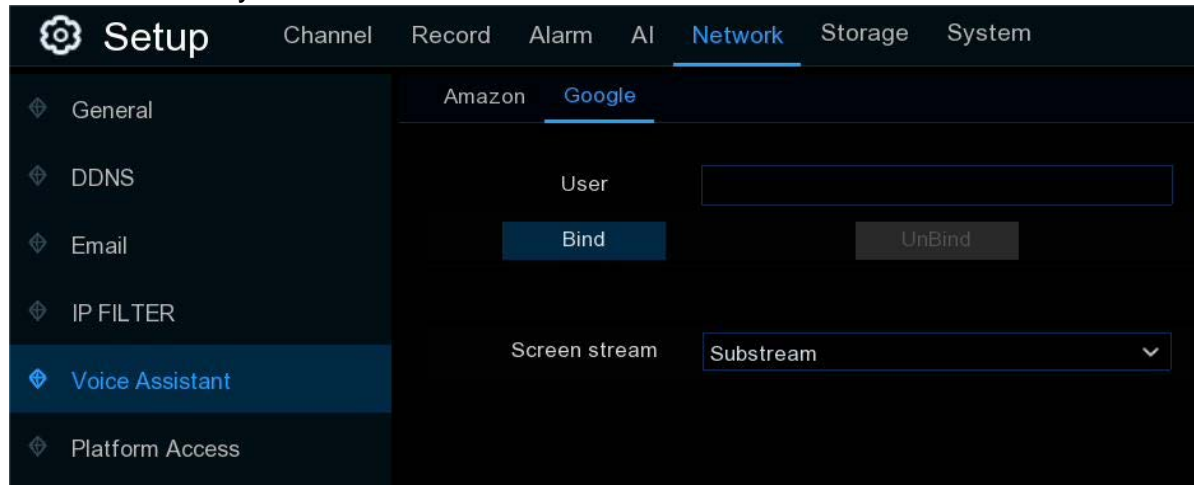 Setup Channel Record Alarm AI Network Storage System
General
DDNS
Email
IP FILTER
Voice Assistant
Platform Access
Amazon Google
User
Bind UnBind
Screen stream Substream